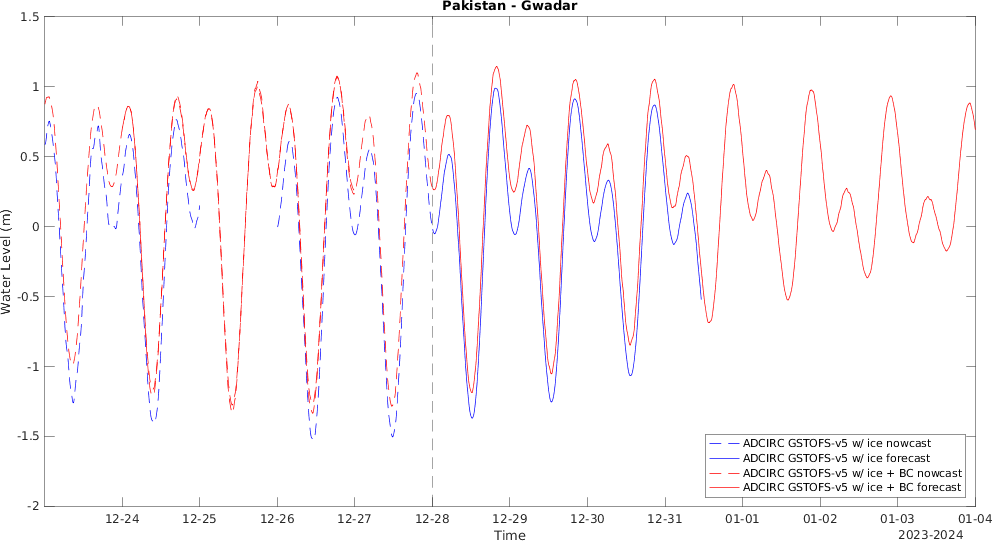 Pakistan - Gwadar
1.5
1
0.5
0
-0.5
-1
-1.5
-2
Water Level (m)
12-24 12-25 12-26 12-27 12-28 12-29 12-30 12-31 01-01 01-02 01-03 01-04
Time
2023-2024
ADCIRC GSTOFS-v5 w/ ice nowcast
ADCIRC GSTOFS-v5 w/ ice forecast
ADCIRC GSTOFS-v5 w/ ice + BC nowcast
ADCIRC GSTOFS-v5 w/ ice + BC forecast